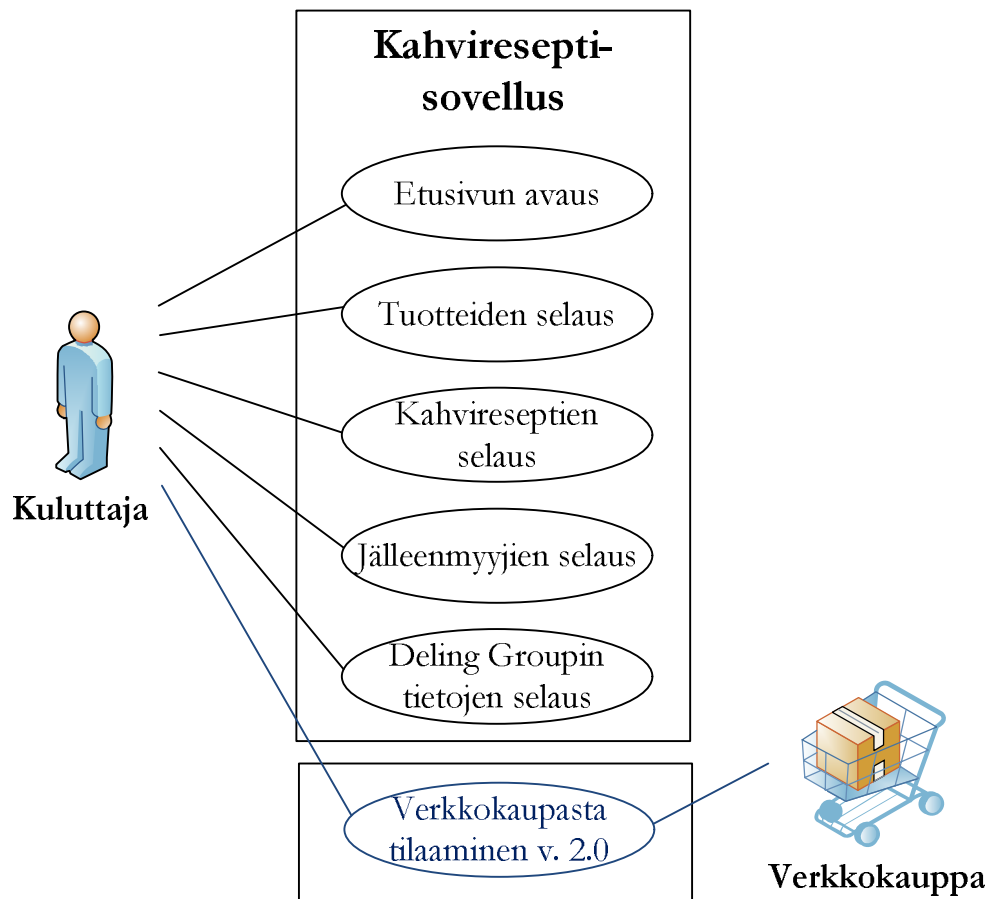 Kahviresepti-
sovellus
Etusivun avaus
Tuotteiden selaus
Kahvireseptien
selaus
Kuluttaja
Jälleenmyyjien selaus
Deling Groupin
tietojen selaus
Verkkokaupasta
tilaaminen v. 2.0
Verkkokauppa